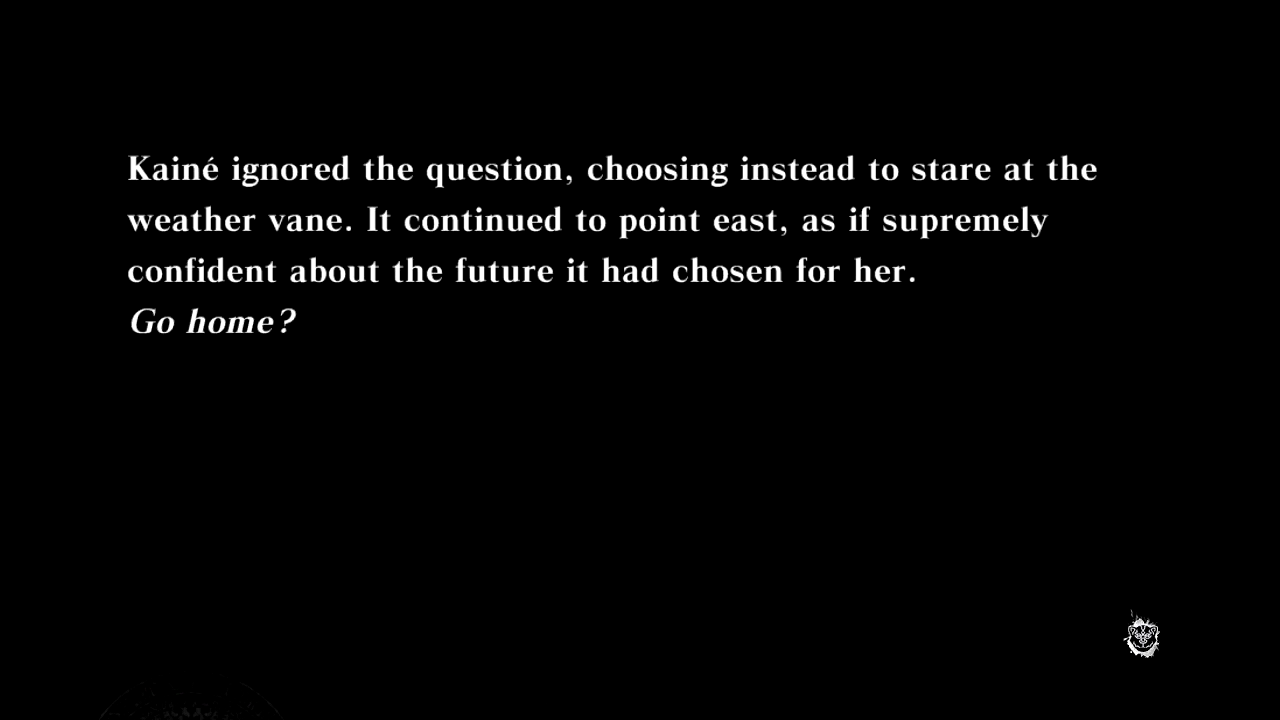 Kainé ignored the question, choosing instead to stare at the
weather vane. It continued to point east, as if supremely
confident about the future it had chosen for her.
Go home?